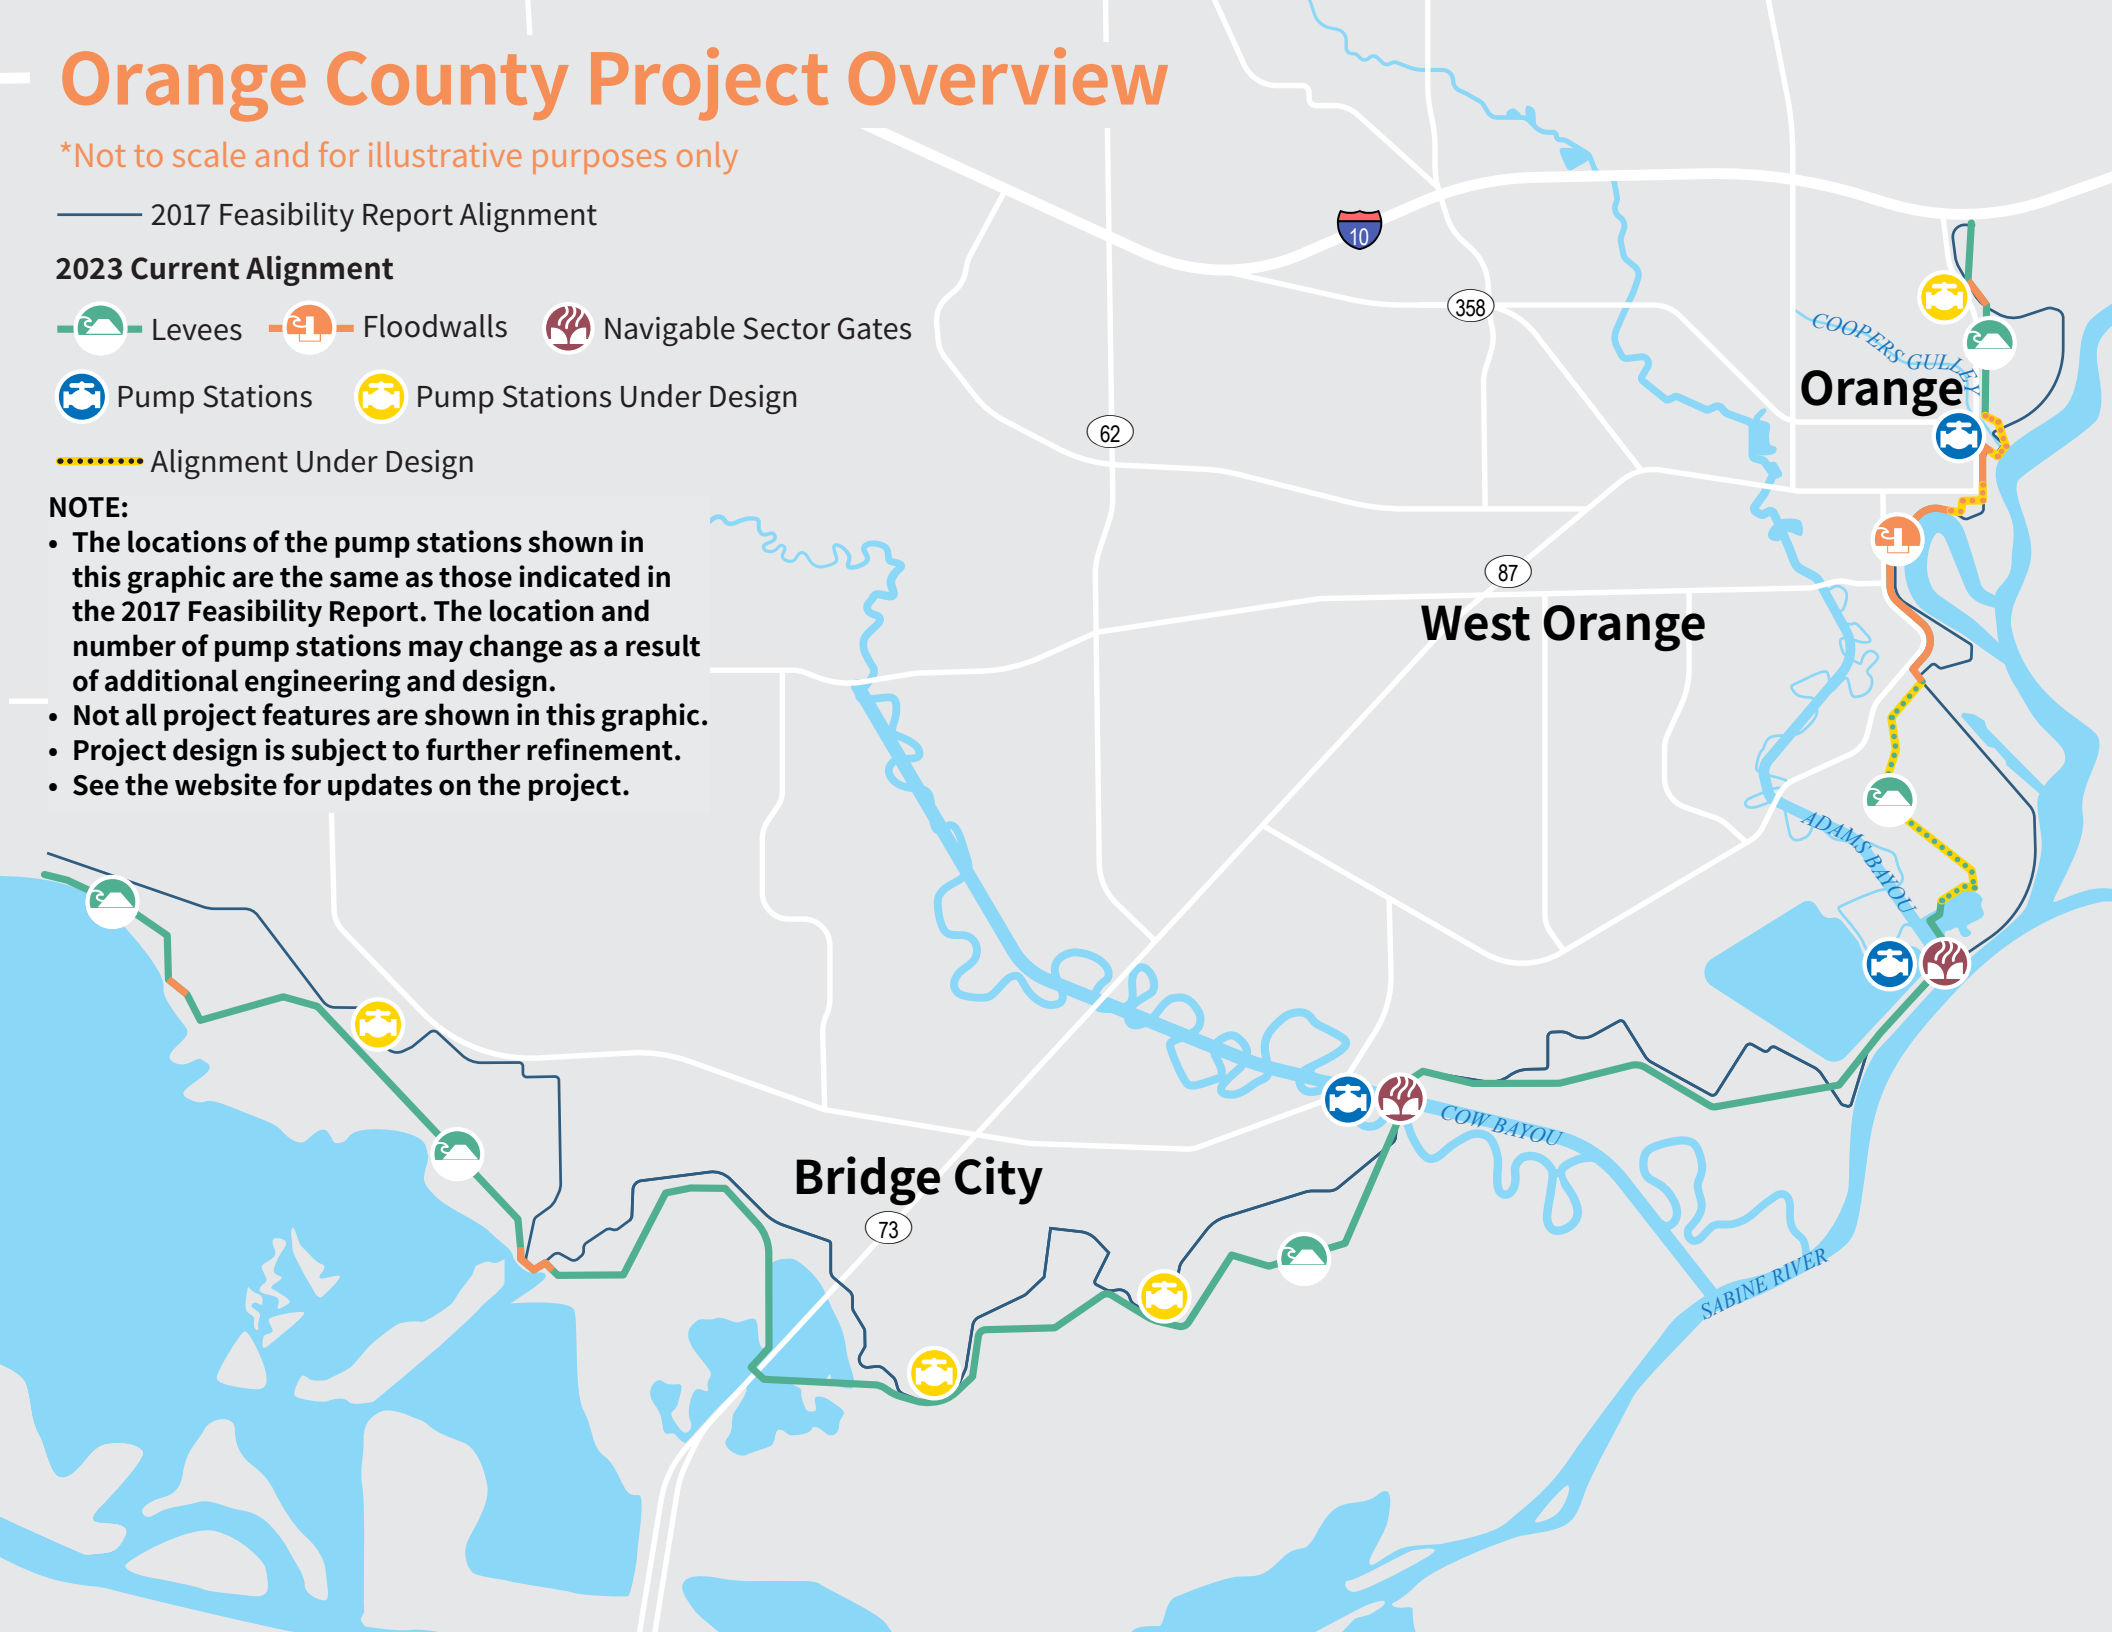 Orange County Project Overview
*Not to scale and for illustrative purposes only
2017 Feasibility Report Alignment
2023 Current Alignment
Levees
Floodwalls
Navigable Sector Gates
Pump Stations
Pump Stations Under Design
Alignment Under Design
NOTE:
• The locations of the pump stations shown in
this graphic are the same as those indicated in
the 2017 Feasibility Report. The location and
number of pump stations may change as a result
of additional engineering and design.
• Not all project features are shown in this graphic.
• Project design is subject to further refinement.
• See the website for updates on the project.
10
358
62
87
73
COOPERS GULLEY
Orange
West Orange
ADAMS BAYOU
COW BAYOU
Bridge City
SABINE RIVER